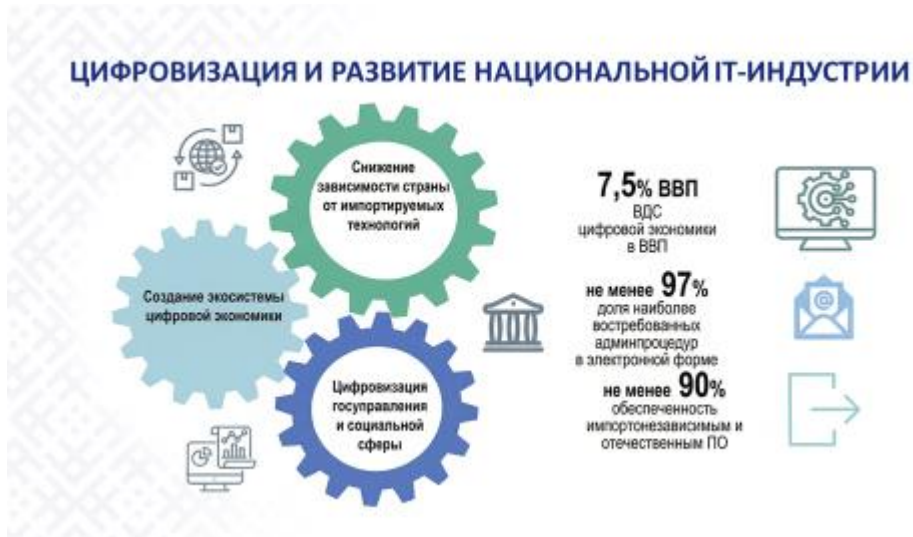 ЦИФРОВИЗАЦИЯ И РАЗВИТИЕ НАЦИОНАЛЬНОЙ IT-ИНДУСТРИИ
Снижение
зависимости страны
от импортируемых
технологий
Создание экосистемы
цифровой экономики
Цифровизация
госуправления
и социальной
сферы
7,5% ВВП
ВДС
цифровой экономики
в ВВП
не менее 97%
доля наиболее
востребованных
админпроцедур
в электронной форме
не менее 90%
обеспеченность
импортонезависимым и
отечественным ПО
@